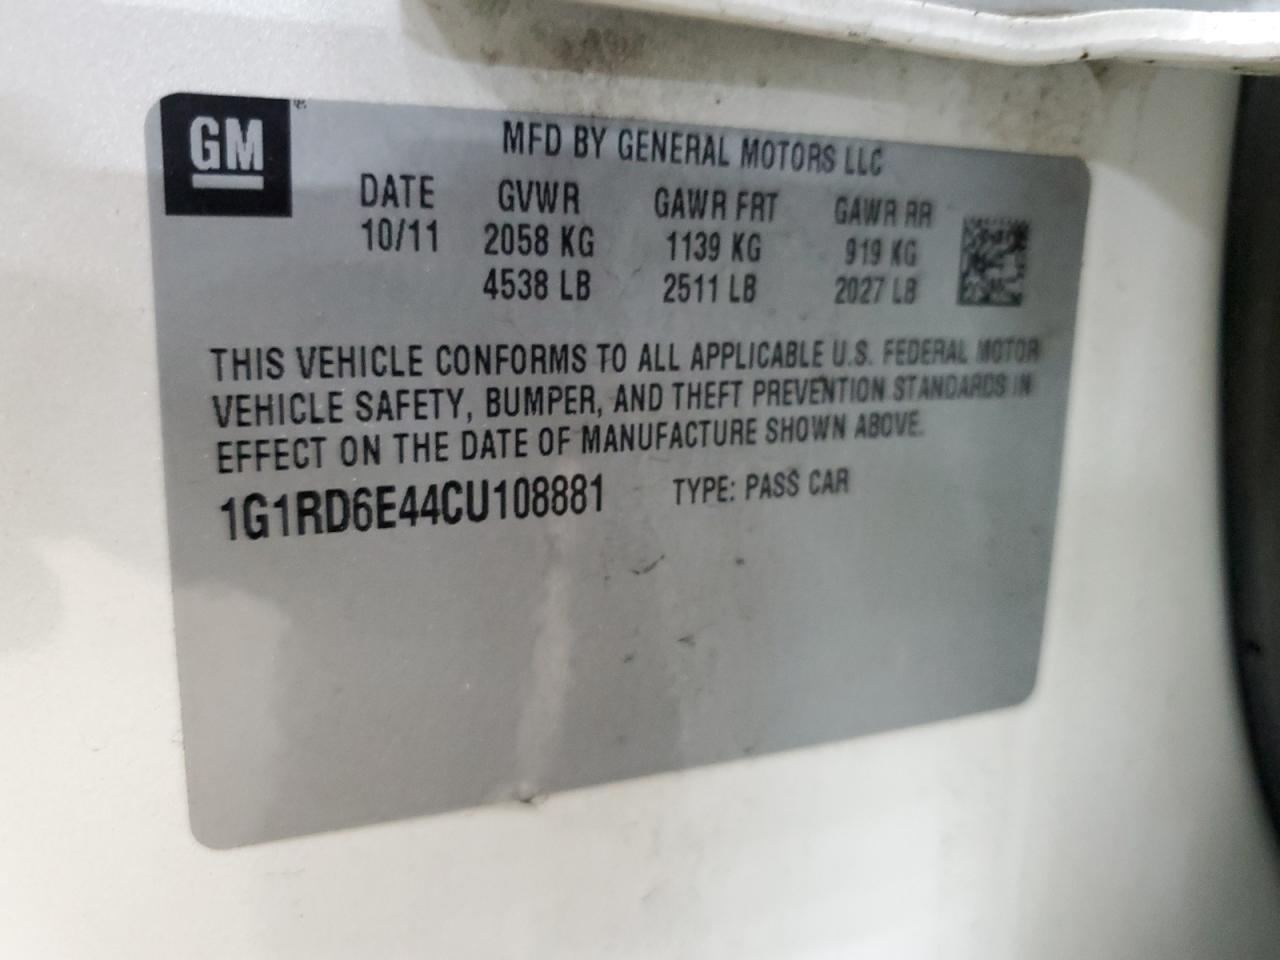 GM
MFD BY GENERAL MOTORS LLC
DATE GVWR GAWR FRT GAWR RR
10/11 2058 KG 1139 KG 919 KG
4538 LB 2511 LB 2027 LB
THIS VEHICLE CONFORMS TO ALL APPLICABLE U.S. FEDERAL MOTOR
VEHICLE SAFETY, BUMPER, AND THEFT PREVENTION STANDARDS IN
EFFECT ON THE DATE OF MANUFACTURE SHOWN ABOVE.
1G1RD6E44CU108881 TYPE: PASS CAR